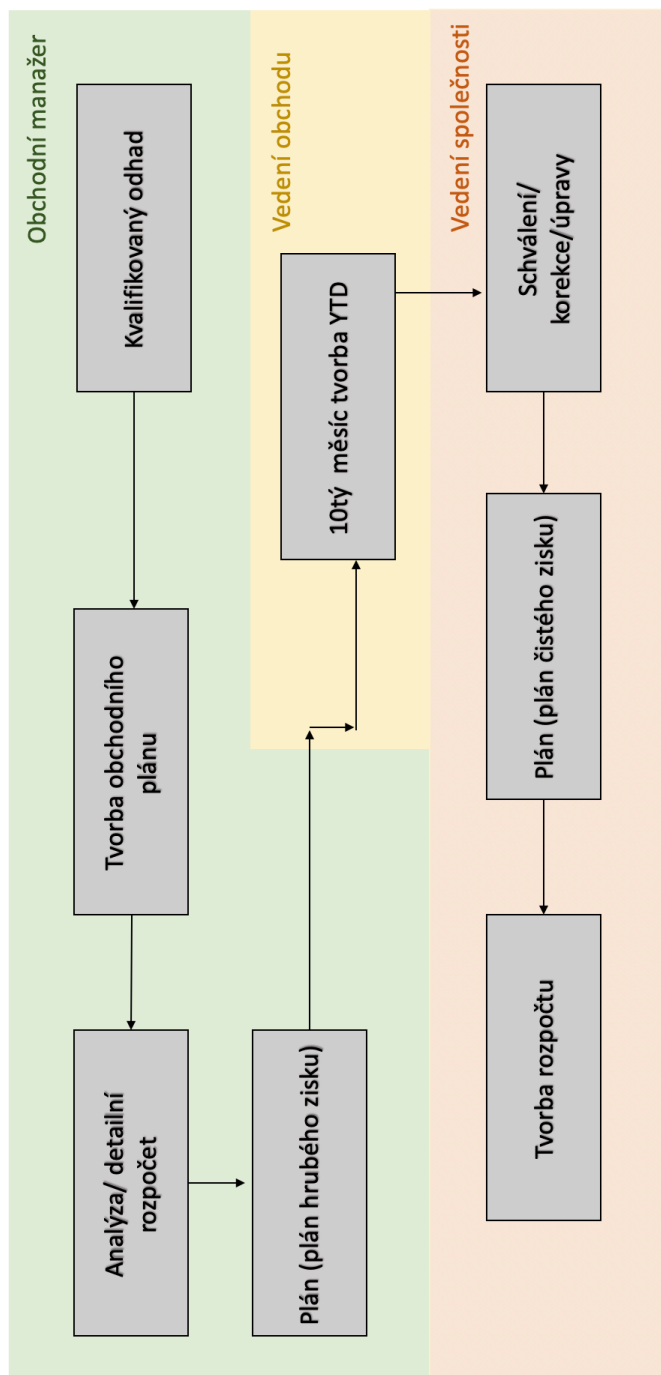 Obchodní manažer
Analýza/ detailní
rozpočet
Tvorba obchodního
plánu
Kvalifikovaný odhad
Vedení obchodu
Plán (plán hrubého zisku)
10tý měsíc tvorba YTD
Vedení společnosti
Tvorba rozpočtu
Plán (plán čistého zisku)
Schválení/
korekce/úpravy